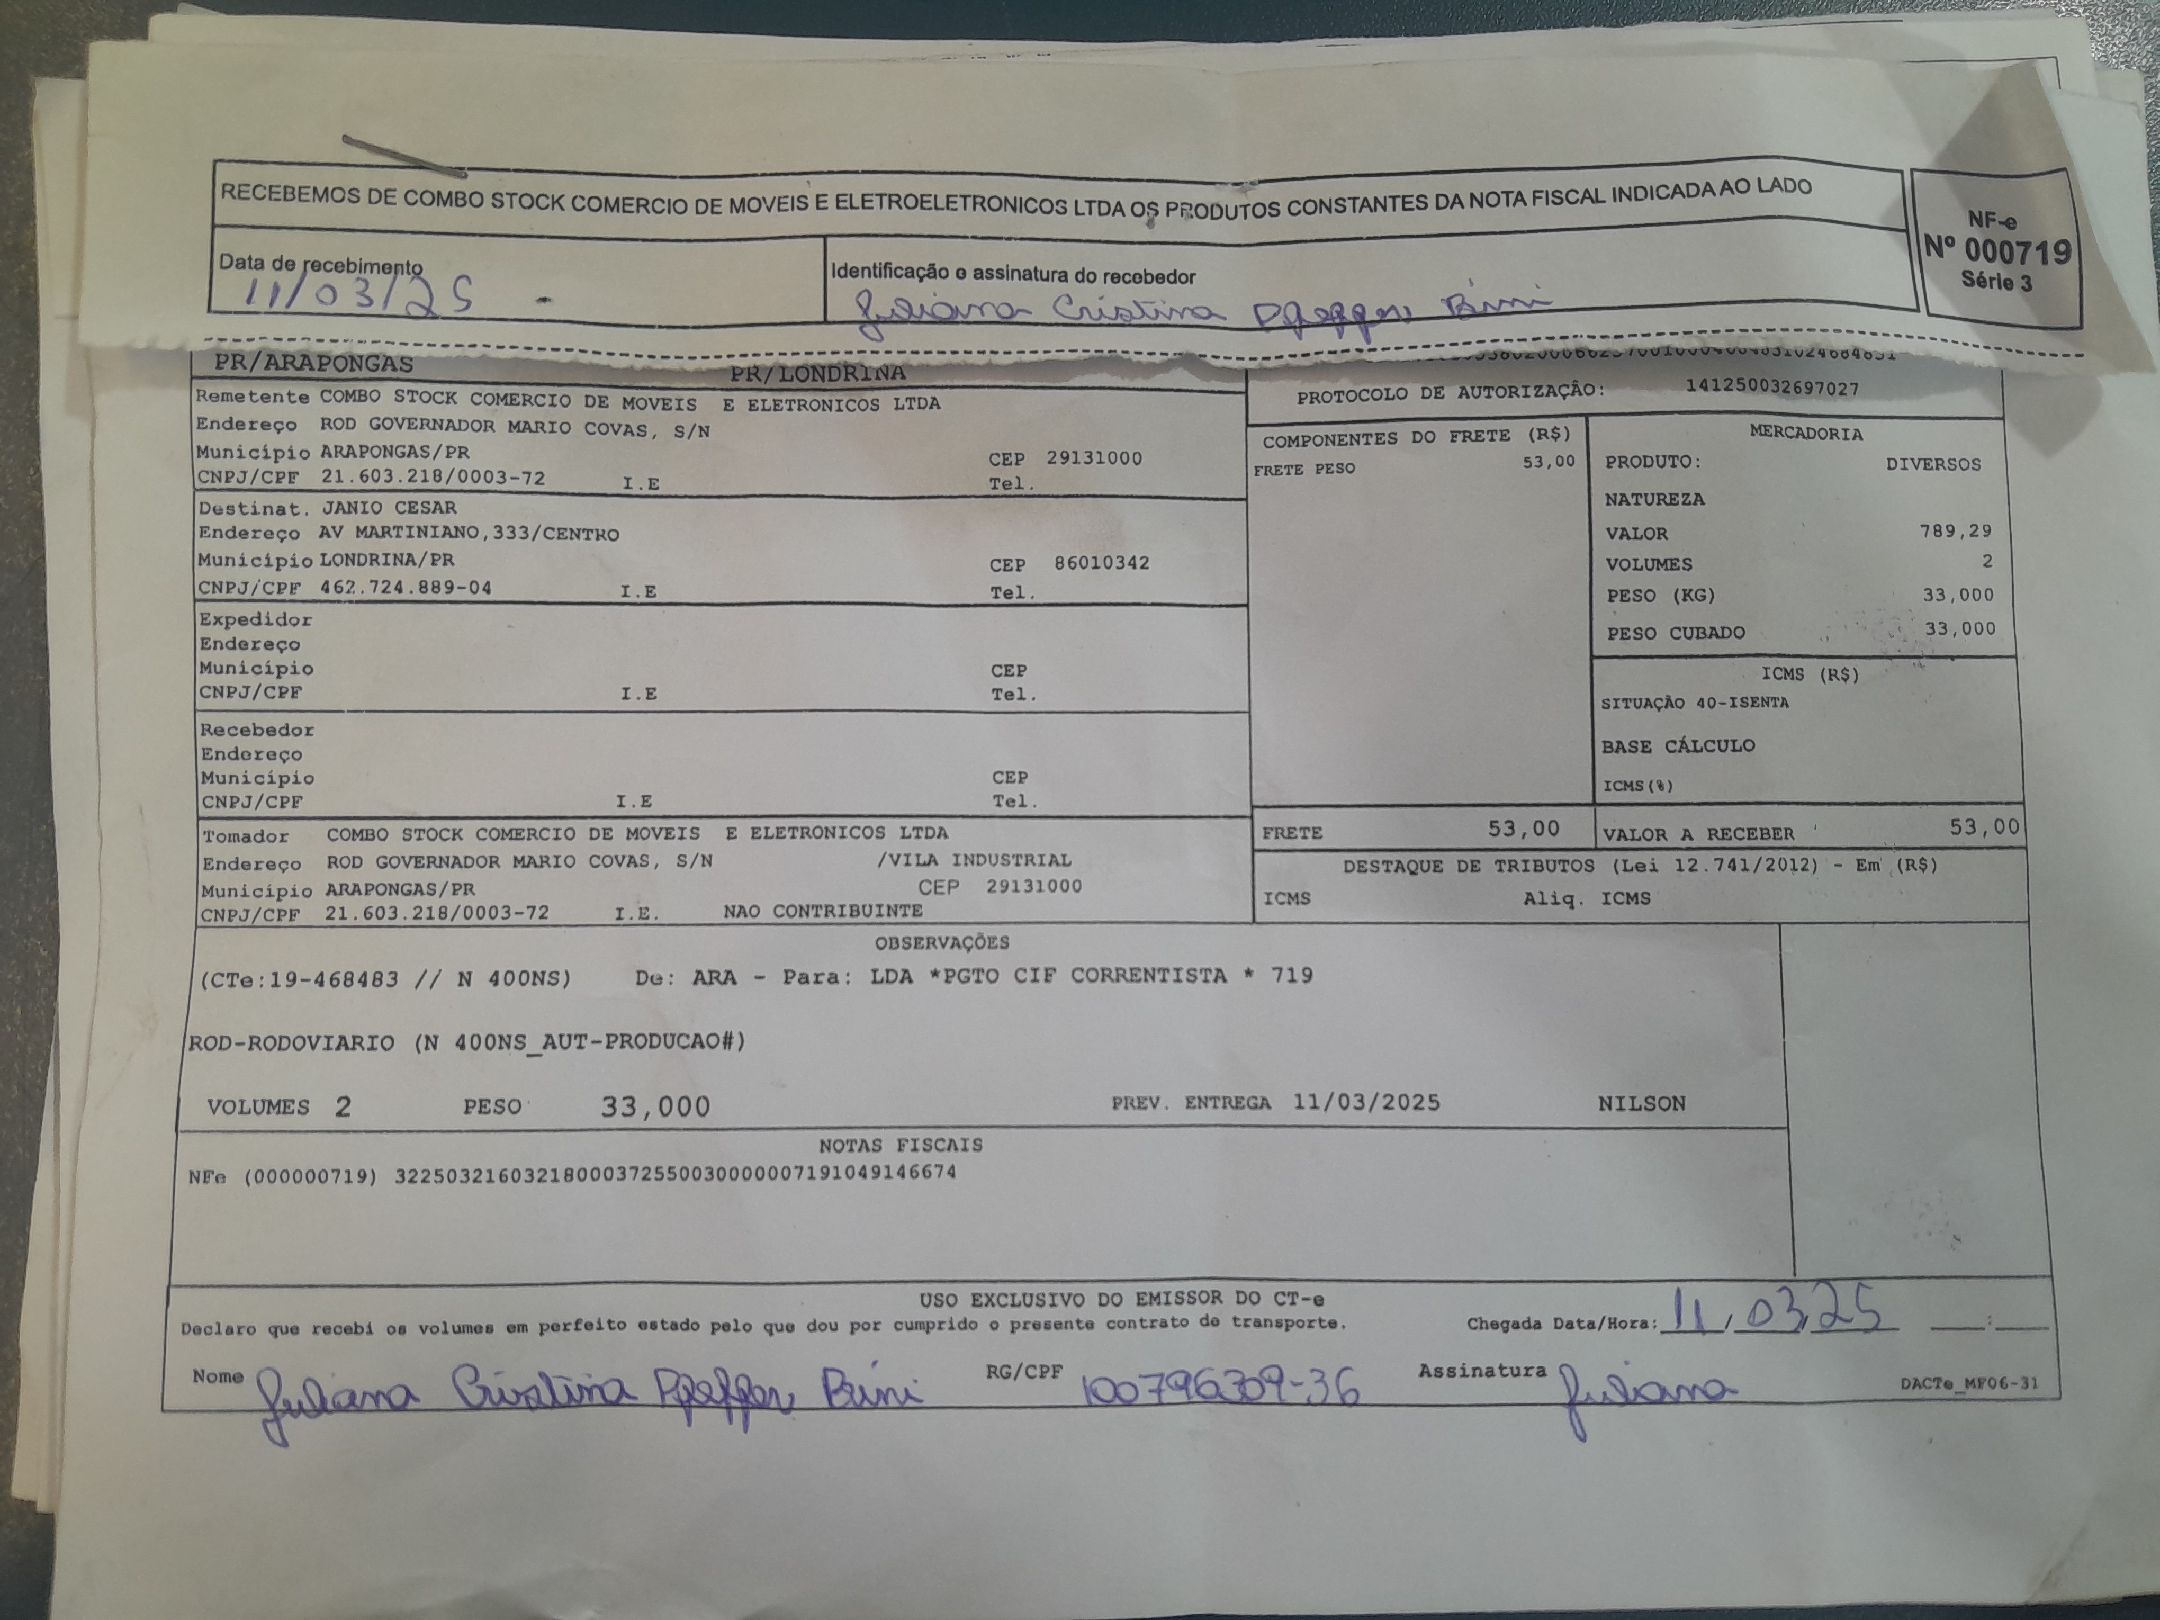 RECEBEMOS DE COMBO STOCK COMERCIO DE MOVEIS E ELETROELETRONICOS LTDA OS PRODUTOS CONSTANTES DA NOTA FISCAL INDICADA AO LADO
NF-e
Nº 000719
Série 3
Data de recebimento
11/03/25
Identificação e assinatura do recebedor
Juliana Cristina Pfeffer Bini
PR/ARAPONGAS PR/LONDRINA
PROTOCOLO DE AUTORIZAÇÃO: 141250032697027
Remetente COMBO STOCK COMERCIO DE MOVEIS E ELETRONICOS LTDA
Endereço ROD GOVERNADOR MARIO COVAS, S/N
Município ARAPONGAS/PR CEP 29131000
CNPJ/CPF 21.603.218/0003-72 I.E Tel.
Destinat. JANIO CESAR
Endereço AV MARTINIANO,333/CENTRO
Município LONDRINA/PR CEP 86010342
CNPJ/CPF 462.724.889-04 I.E Tel.
Expedidor
Endereço
Município CEP
CNPJ/CPF I.E Tel.
Recebedor
Endereço
Município CEP
CNPJ/CPF I.E Tel.
Tomador COMBO STOCK COMERCIO DE MOVEIS E ELETRONICOS LTDA
Endereço ROD GOVERNADOR MARIO COVAS, S/N /VILA INDUSTRIAL
Município ARAPONGAS/PR CEP 29131000
CNPJ/CPF 21.603.218/0003-72 I.E. NAO CONTRIBUINTE
COMPONENTES DO FRETE (R$)
FRETE PESO 53,00
MERCADORIA
PRODUTO: DIVERSOS
NATUREZA
VALOR 789,29
VOLUMES 2
PESO (KG) 33,000
PESO CUBADO 33,000
ICMS (R$)
SITUAÇÃO 40-ISENTA
BASE CÁLCULO
ICMS(%)
FRETE 53,00 VALOR A RECEBER 53,00
DESTAQUE DE TRIBUTOS (Lei 12.741/2012) - Em (R$)
ICMS Aliq. ICMS
OBSERVAÇÕES
(CTe:19-468483 // N 400NS) De: ARA - Para: LDA *PGTO CIF CORRENTISTA * 719
ROD-RODOVIARIO (N 400NS_AUT-PRODUCAO#)
VOLUMES 2 PESO 33,000 PREV. ENTREGA 11/03/2025 NILSON
NOTAS FISCAIS
NFe (000000719) 32250321603218000372550030000007191049146674
USO EXCLUSIVO DO EMISSOR DO CT-e
Declaro que recebi os volumes em perfeito estado pelo que dou por cumprido o presente contrato de transporte. Chegada Data/Hora: 11/03/25 __:__
Nome Juliana Cristina Pfeffer Bini RG/CPF 100796309-36 Assinatura Juliana DACTe_MF06-31